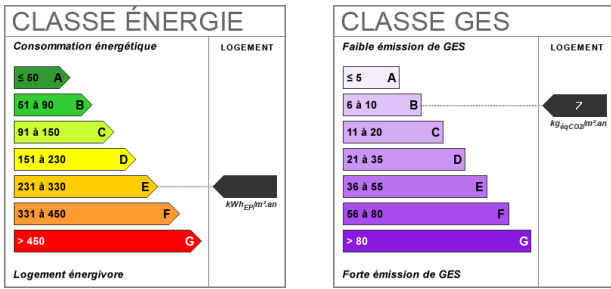 CLASSE ÉNERGIE
Consommation énergétique
LOGEMENT
≤ 50 A
51 à 90 B
91 à 150 C
151 à 230 D
231 à 330 E
kWhEP/m².an
331 à 450 F
> 450 G
Logement énergivore
CLASSE GES
Faible émission de GES
LOGEMENT
≤ 5 A
6 à 10 B
7
kgéqCO2/m².an
11 à 20 C
21 à 35 D
36 à 55 E
56 à 80 F
> 80 G
Forte émission de GES